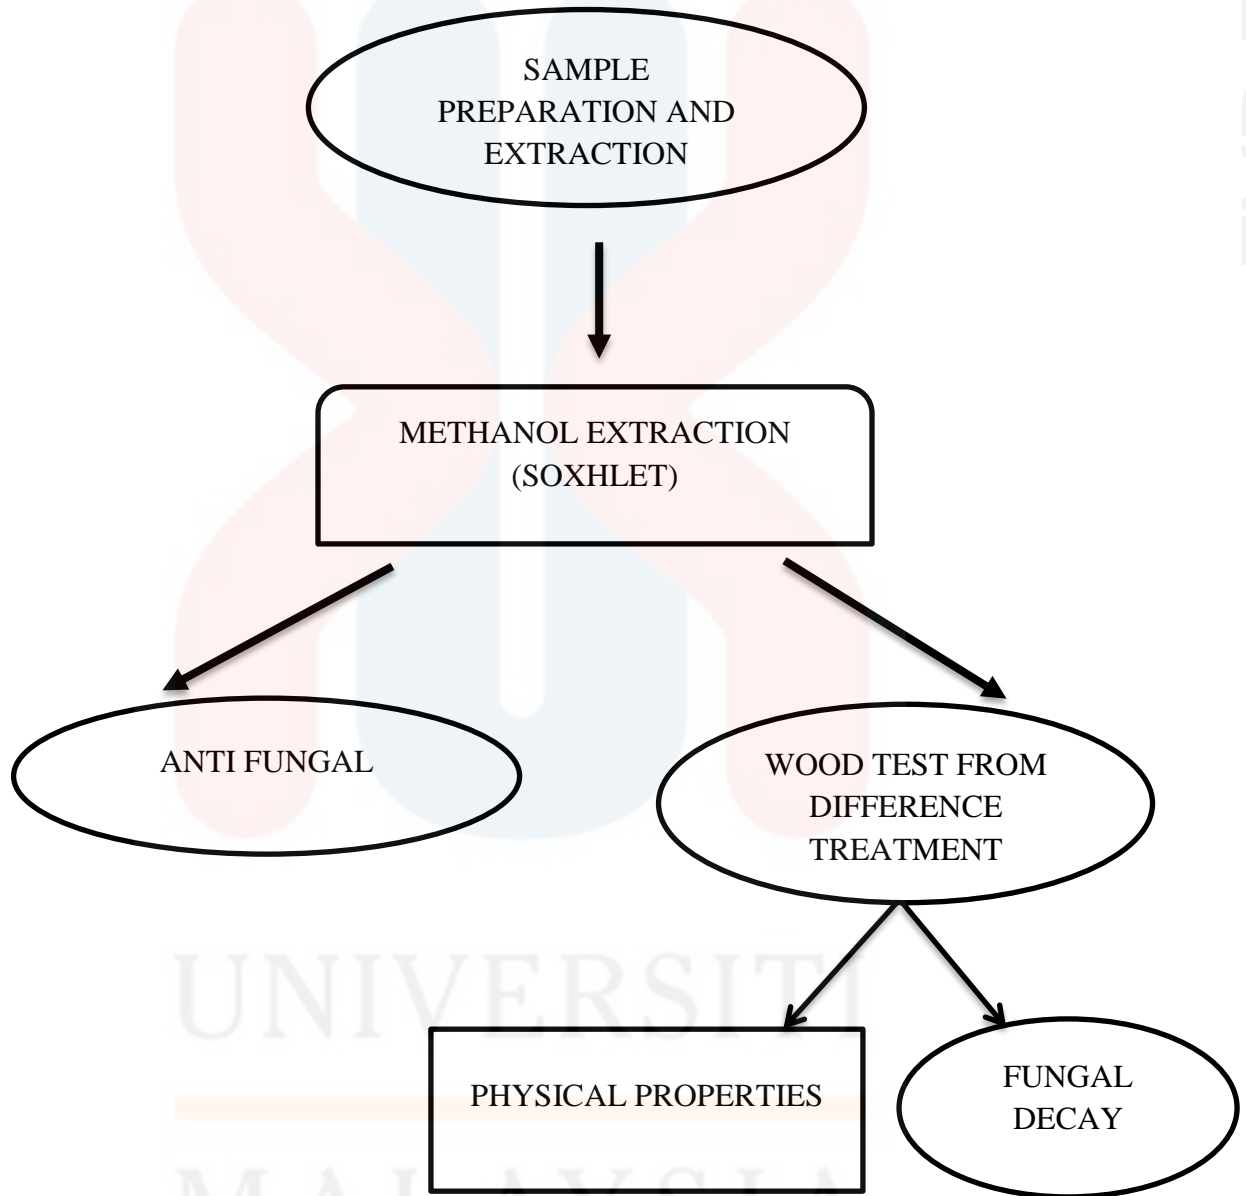 SAMPLE
PREPARATION AND
EXTRACTION
METHANOL EXTRACTION
(SOXHLET)
ANTI FUNGAL
WOOD TEST FROM
DIFFERENCE
TREATMENT
UNIVERSITI
PHYSICAL PROPERTIES
FUNGAL
DECAY
MALAYSIA